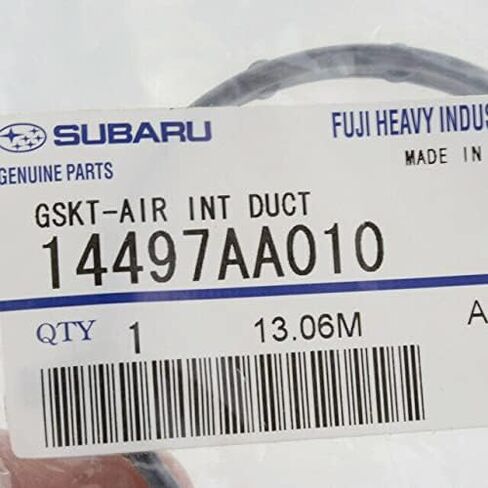 SUBARU FUJI HEAVY INDUS
GENUINE PARTS MADE IN
GSKT-AIR INT DUCT
14497AA010
QTY 1 13.06M A